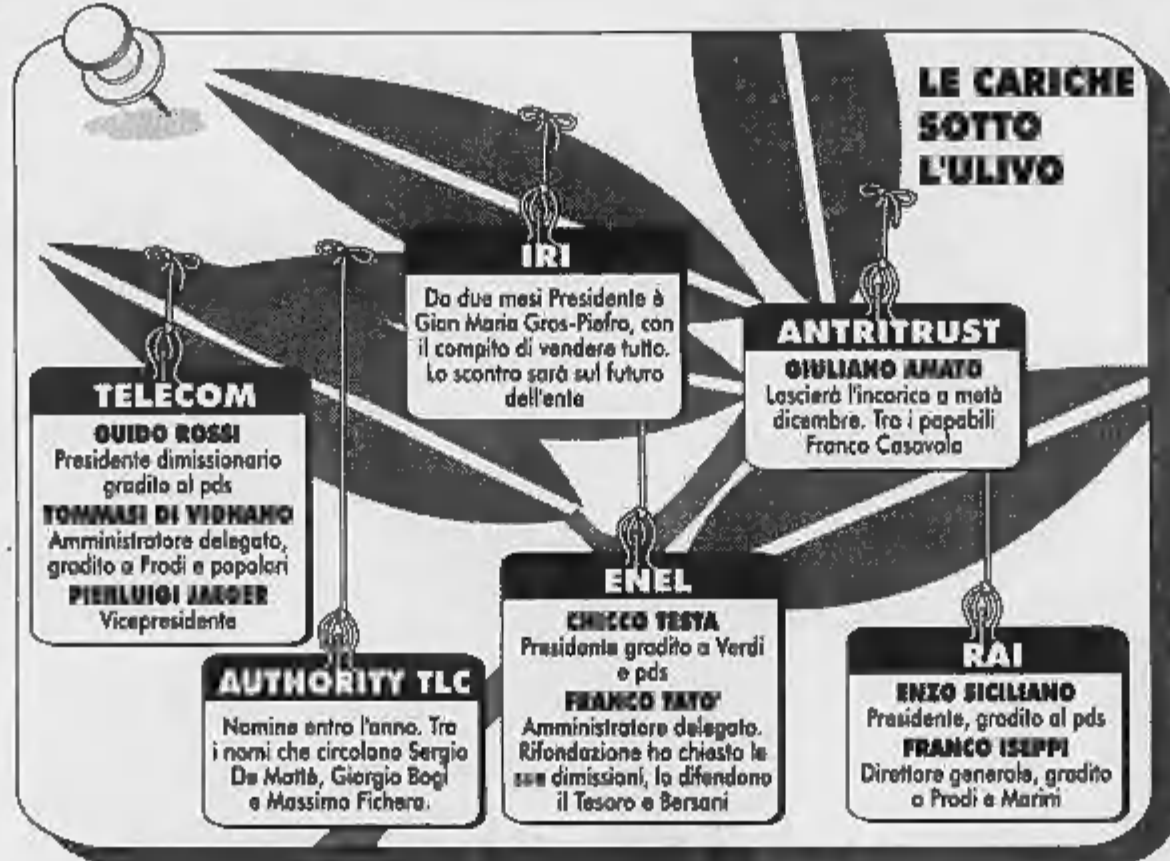 LE CARICHE
SOTTO
L'ULIVO
IRI
Da due mesi Presidente è
Gian Maria Gros-Pietro, con
il compito di vendere tutto.
Lo scontro sarà sul futuro
dell'ente
ANTRITRUST
GIULIANO AMATO
Lascierà l'incarico a metà
dicembre. Tra i papabili
Franco Casavola
TELECOM
GUIDO ROSSI
Presidente dimissionario
gradito al pds
TOMMASI DI VIGNANO
Amministratore delegato,
gradito a Prodi e popolari
PIERLUIGI JAEGER
Vicepresidente
ENEL
CHICCO TESTA
Presidente gradito a Verdi
e pds
FRANCO TATO'
Amministratore delegato.
Rifondazione ha chiesto le
sue dimissioni, lo difendono
il Tesoro e Bersani
AUTHORITY TLC
Nomine entro l'anno. Tra
i nomi che circolano Sergio
De Mattè, Giorgio Bogi
e Massimo Fichera.
RAI
ENZO SICILIANO
Presidente, gradito al pds
FRANCO ISEPPI
Direttore generale, gradito
a Prodi e Marini